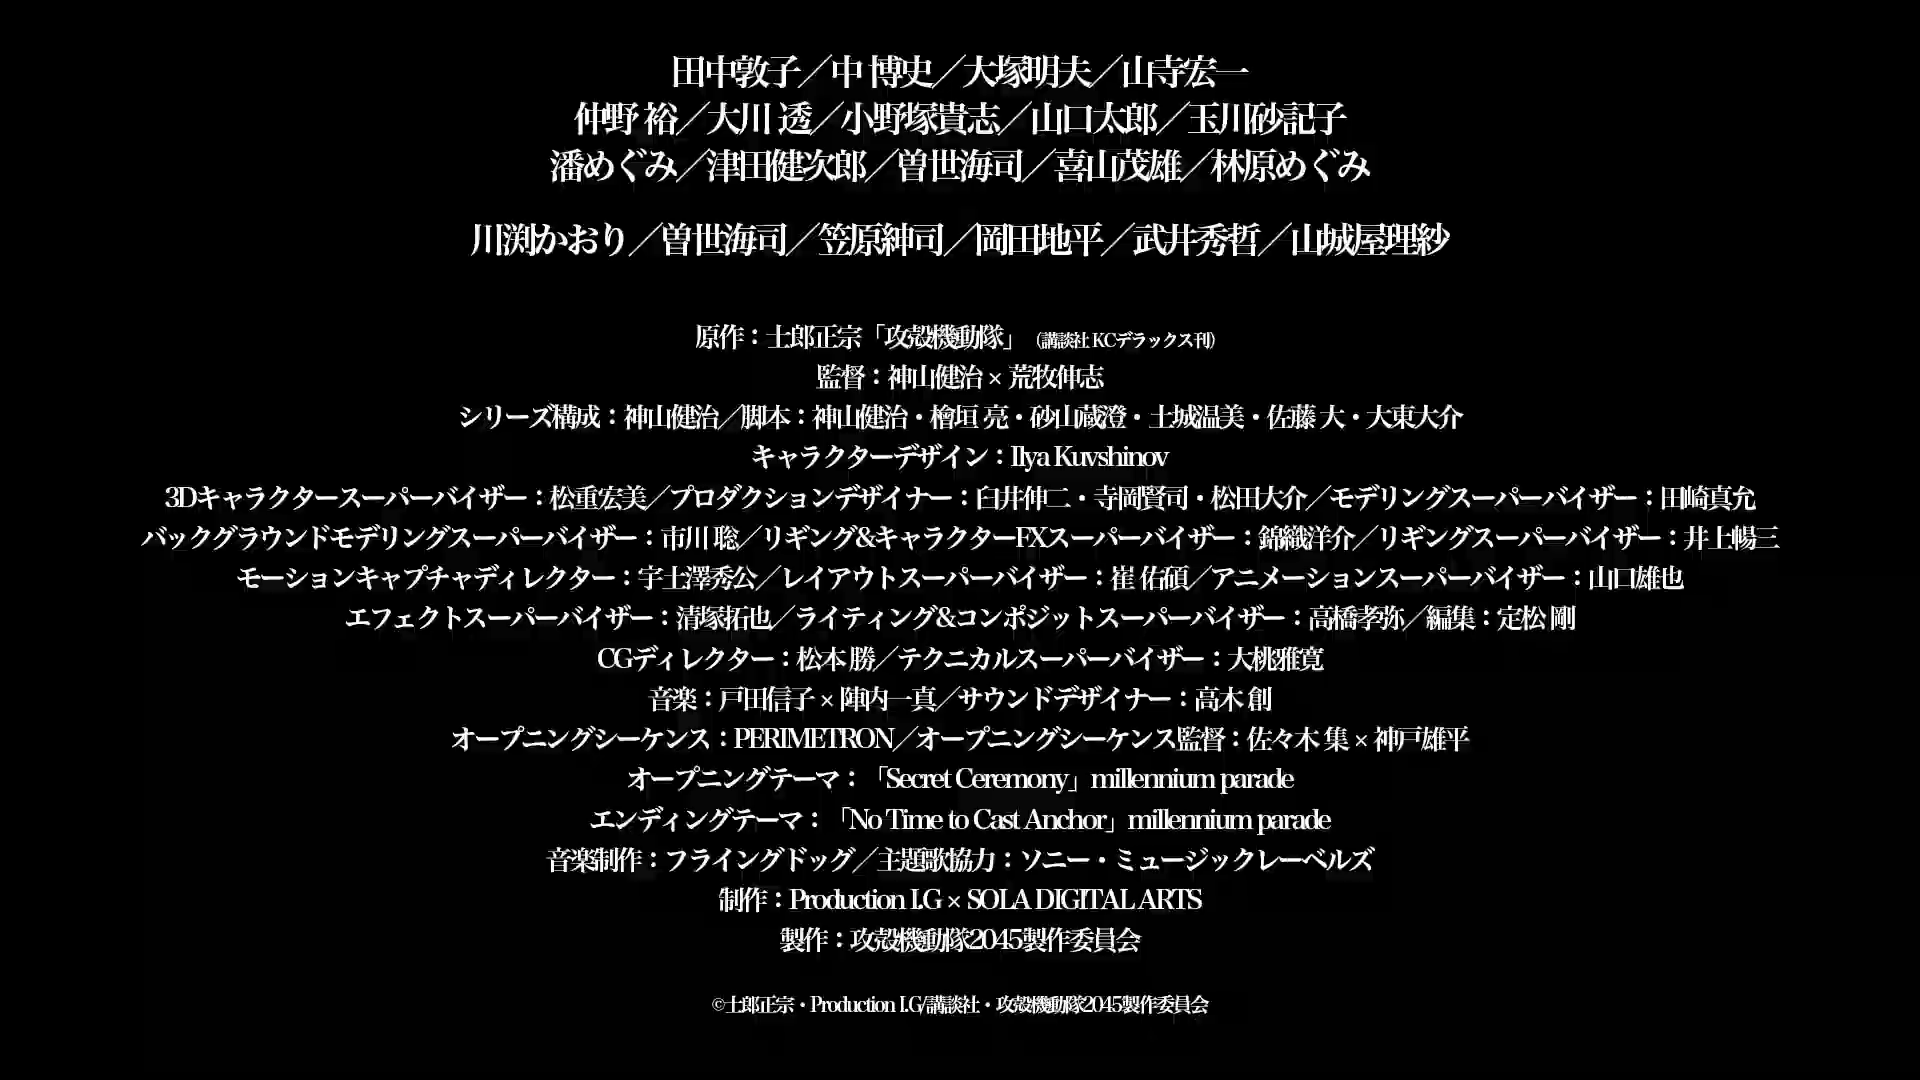 田中敦子／中 博史／大塚明夫／山寺宏一
仲野 裕／大川 透／小野塚貴志／山口太郎／玉川砂記子
潘めぐみ／津田健次郎／曽世海司／喜山茂雄／林原めぐみ
川渕かおり／曽世海司／笠原紳司／岡田地平／武井秀哲／山城屋理紗
原作：士郎正宗「攻殻機動隊」（講談社 KCデラックス刊）
監督：神山健治 × 荒牧伸志
シリーズ構成：神山健治／脚本：神山健治・檜垣 亮・砂山蔵澄・土城温美・佐藤 大・大東大介
キャラクターデザイン：Ilya Kuvshinov
3Dキャラクタースーパーバイザー：松重宏美／プロダクションデザイナー：臼井伸二・寺岡賢司・松田大介／モデリングスーパーバイザー：田崎真允
バックグラウンドモデリングスーパーバイザー：市川 聡／リギング&キャラクターFXスーパーバイザー：錦織洋介／リギングスーパーバイザー：井上暢三
モーションキャプチャディレクター：宇土澤秀公／レイアウトスーパーバイザー：崔 佑碩／アニメーションスーパーバイザー：山口雄也
エフェクトスーパーバイザー：清塚拓也／ライティング&コンポジットスーパーバイザー：高橋孝弥／編集：定松 剛
CGディレクター：松本 勝／テクニカルスーパーバイザー：大桃雅寛
音楽：戸田信子 × 陣内一真／サウンドデザイナー：高木 創
オープニングシーケンス：PERIMETRON／オープニングシーケンス監督：佐々木 集 × 神戸雄平
オープニングテーマ：「Secret Ceremony」millennium parade
エンディングテーマ：「No Time to Cast Anchor」millennium parade
音楽制作：フライングドッグ／主題歌協力：ソニー・ミュージックレーベルズ
制作：Production I.G × SOLA DIGITAL ARTS
製作：攻殻機動隊2045製作委員会
©士郎正宗・Production I.G/講談社・攻殻機動隊2045製作委員会